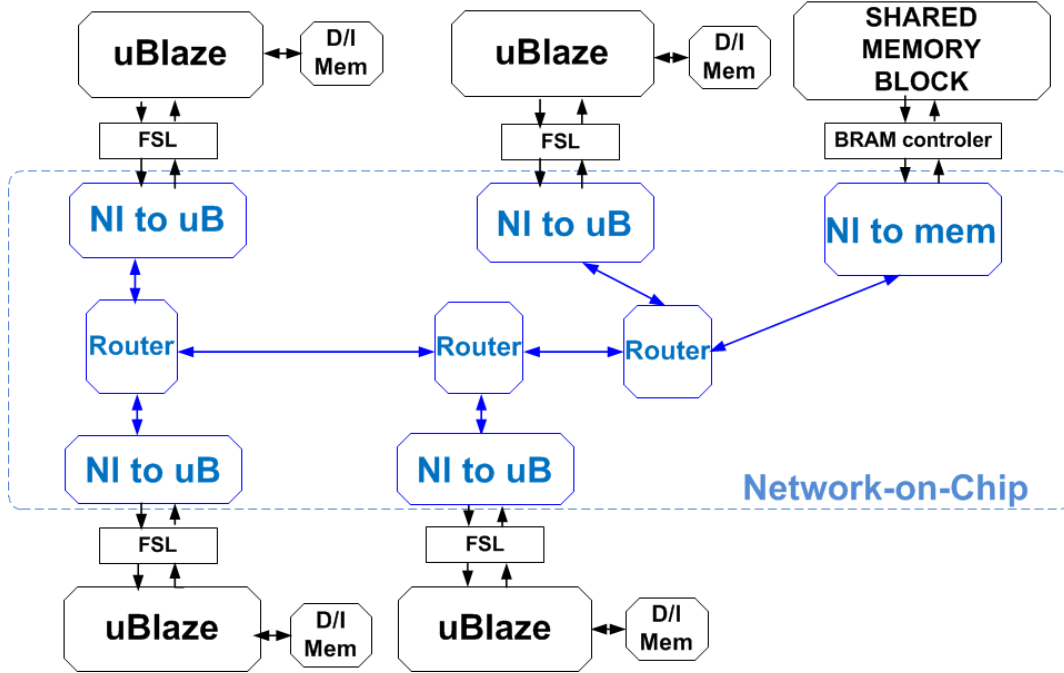 uBlaze
D/I
Mem
uBlaze
D/I
Mem
SHARED
MEMORY
BLOCK
FSL
FSL
BRAM controler
NI to uB
NI to uB
NI to mem
Router
Router
Router
NI to uB
NI to uB
Network-on-Chip
FSL
FSL
uBlaze
D/I
Mem
uBlaze
D/I
Mem